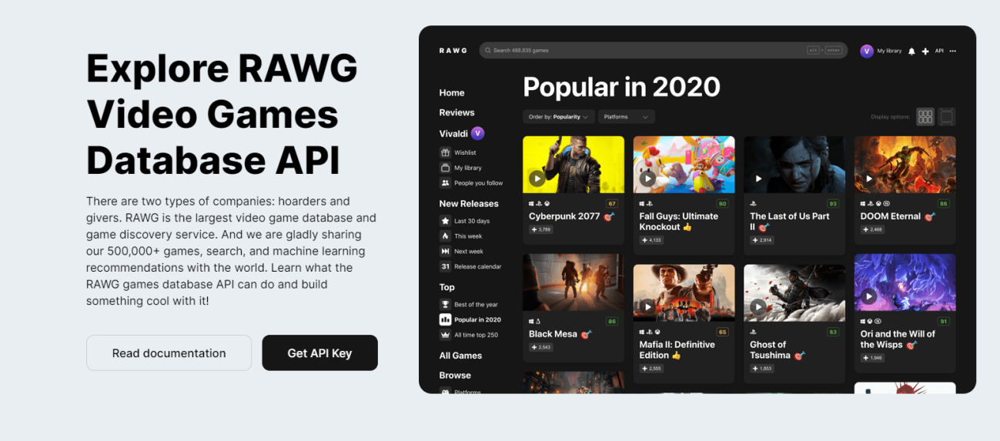 Explore RAWG
Video Games
Database API
There are two types of companies: hoarders and
givers. RAWG is the largest video game database and
game discovery service. And we are gladly sharing
our 500,000+ games, search, and machine learning
recommendations with the world. Learn what the
RAWG games database API can do and build
something cool with it!
Read documentation
Get API Key
RAWG
Search 488,835 games
alt + enter
V
My library
API
Home
Reviews
Vivaldi V
Wishlist
My library
People you follow
New Releases
Last 30 days
This week
Next week
31 Release calendar
Top
Best of the year
Popular in 2020
All time top 250
All Games
Browse
Platforms
Popular in 2020
Order by: Popularity
Platforms
Display options:
67
Cyberpunk 2077
3,789
80
Fall Guys: Ultimate
Knockout
4,133
93
The Last of Us Part
II
2,914
86
DOOM Eternal
2,468
86
Black Mesa
2,543
65
Mafia II: Definitive
Edition
2,555
83
Ghost of
Tsushima
1,853
91
Ori and the Will of
the Wisps
1,946